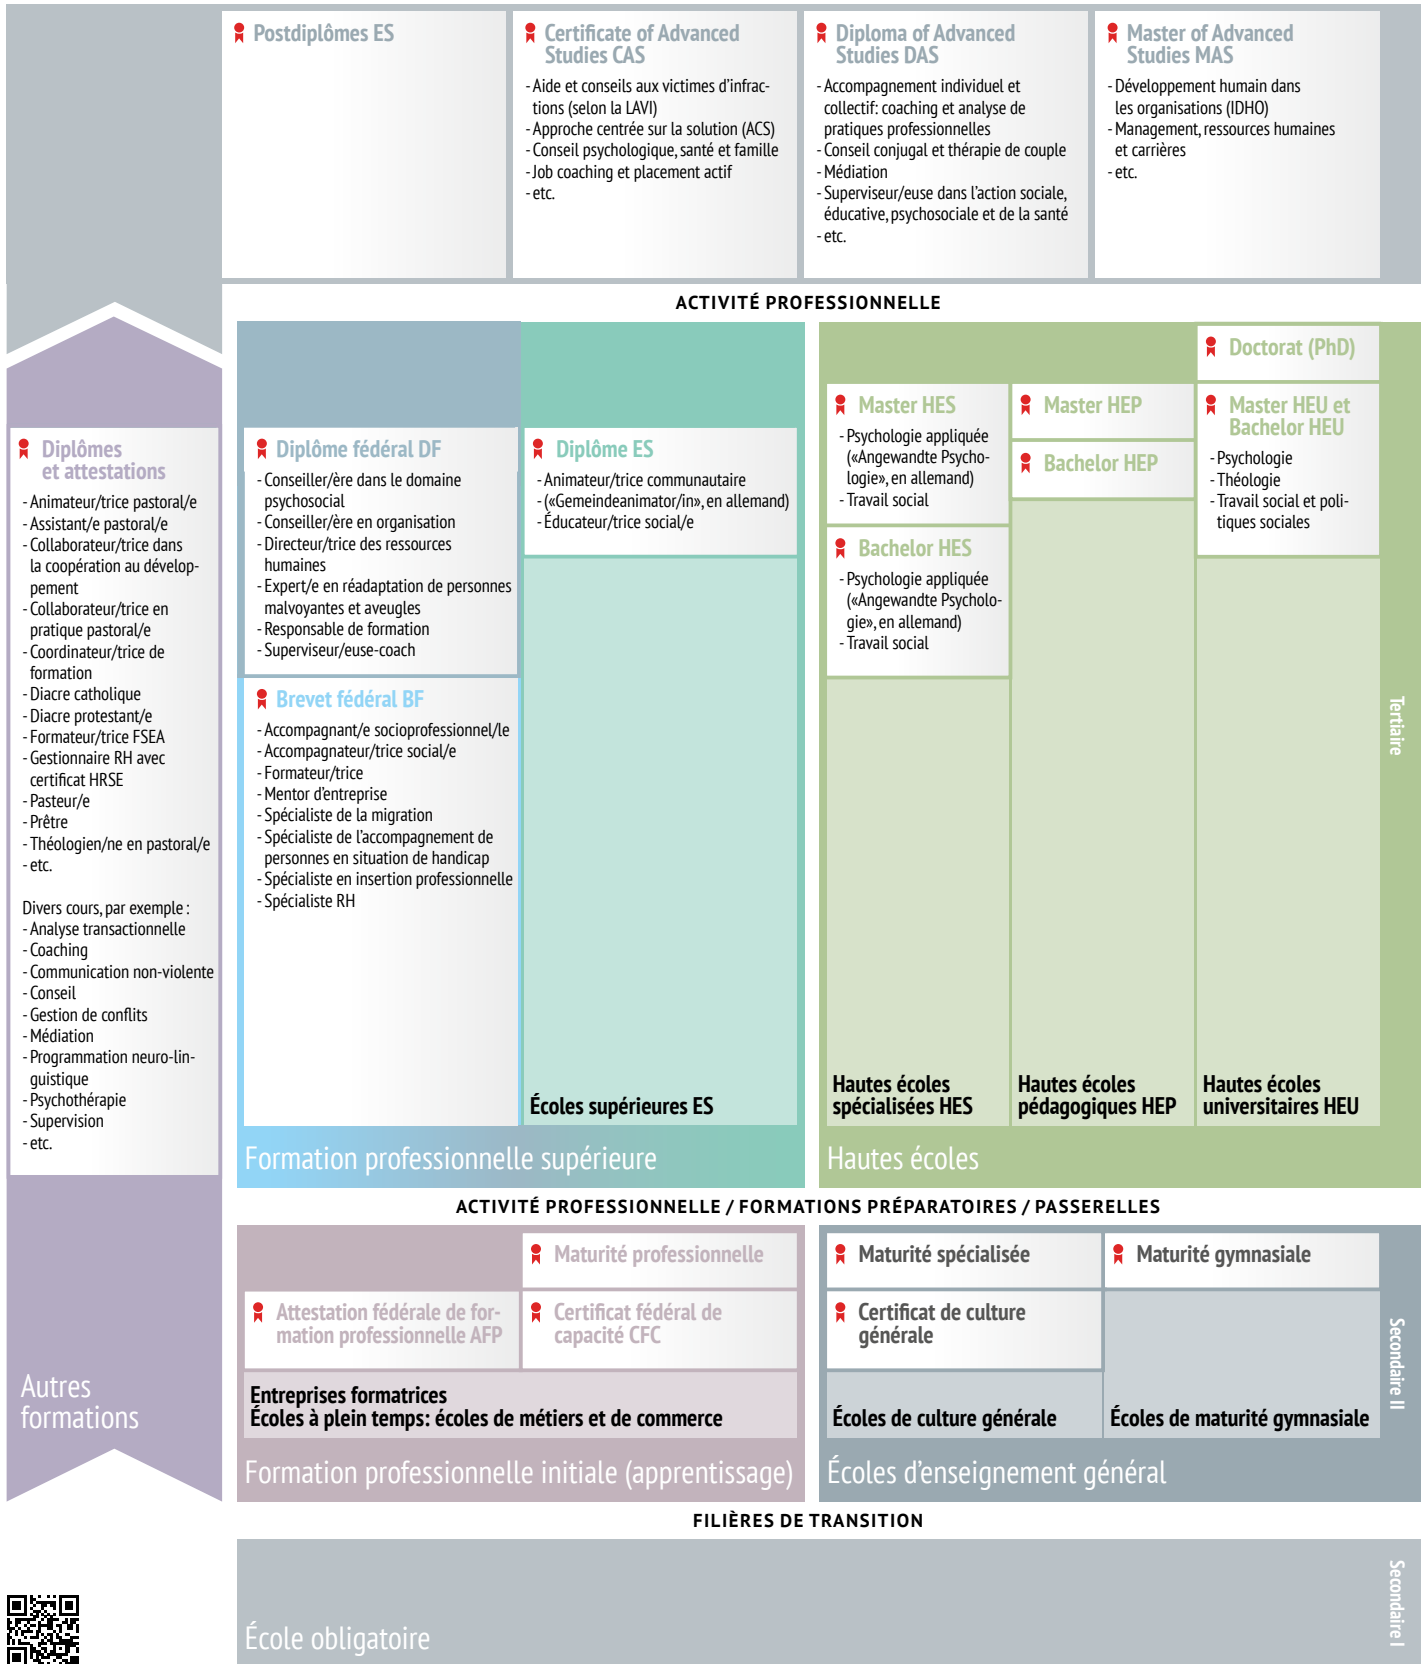 Postdiplômes ES
Certificate of Advanced
Studies CAS
- Aide et conseils aux victimes d’infrac-
tions (selon la LAVI)
- Approche centrée sur la solution (ACS)
- Conseil psychologique, santé et famille
- Job coaching et placement actif
- etc.
Diploma of Advanced
Studies DAS
- Accompagnement individuel et
collectif: coaching et analyse de
pratiques professionnelles
- Conseil conjugal et thérapie de couple
- Médiation
- Superviseur/euse dans l’action sociale,
éducative, psychosociale et de la santé
- etc.
Master of Advanced
Studies MAS
- Développement humain dans
les organisations (IDHO)
- Management, ressources humaines
et carrières
- etc.
ACTIVITÉ PROFESSIONNELLE
Diplômes
et attestations
- Animateur/trice pastoral/e
- Assistant/e pastoral/e
- Collaborateur/trice dans
la coopération au dévelop-
pement
- Collaborateur/trice en
pratique pastoral/e
- Coordinateur/trice de
formation
- Diacre catholique
- Diacre protestant/e
- Formateur/trice FSEA
- Gestionnaire RH avec
certificat HRSE
- Pasteur/e
- Prêtre
- Théologien/ne en pastoral/e
- etc.
Divers cours, par exemple :
- Analyse transactionnelle
- Coaching
- Communication non-violente
- Conseil
- Gestion de conflits
- Médiation
- Programmation neuro-lin-
guistique
- Psychothérapie
- Supervision
- etc.
Autres
formations
Diplôme fédéral DF
- Conseiller/ère dans le domaine
psychosocial
- Conseiller/ère en organisation
- Directeur/trice des ressources
humaines
- Expert/e en réadaptation de personnes
malvoyantes et aveugles
- Responsable de formation
- Superviseur/euse-coach
Brevet fédéral BF
- Accompagnant/e socioprofessionnel/le
- Accompagnateur/trice social/e
- Formateur/trice
- Mentor d’entreprise
- Spécialiste de la migration
- Spécialiste de l’accompagnement de
personnes en situation de handicap
- Spécialiste en insertion professionnelle
- Spécialiste RH
Diplôme ES
- Animateur/trice communautaire
- («Gemeindeanimator/in», en allemand)
- Éducateur/trice social/e
Écoles supérieures ES
Formation professionnelle supérieure
Master HES
- Psychologie appliquée
(«Angewandte Psycho-
logie», en allemand)
- Travail social
Bachelor HES
- Psychologie appliquée
(«Angewandte Psycholo-
gie», en allemand)
- Travail social
Hautes écoles
spécialisées HES
Master HEP
Bachelor HEP
Hautes écoles
pédagogiques HEP
Doctorat (PhD)
Master HEU et
Bachelor HEU
- Psychologie
- Théologie
- Travail social et poli-
tiques sociales
Hautes écoles
universitaires HEU
Hautes écoles
Tertiaire
ACTIVITÉ PROFESSIONNELLE / FORMATIONS PRÉPARATOIRES / PASSERELLES
Maturité professionnelle
Attestation fédérale de for-
mation professionnelle AFP
Certificat fédéral de
capacité CFC
Entreprises formatrices
Écoles à plein temps: écoles de métiers et de commerce
Formation professionnelle initiale (apprentissage)
Maturité spécialisée
Certificat de culture
générale
Écoles de culture générale
Maturité gymnasiale
Écoles de maturité gymnasiale
Écoles d’enseignement général
Secondaire II
FILIÈRES DE TRANSITION
École obligatoire
Secondaire I